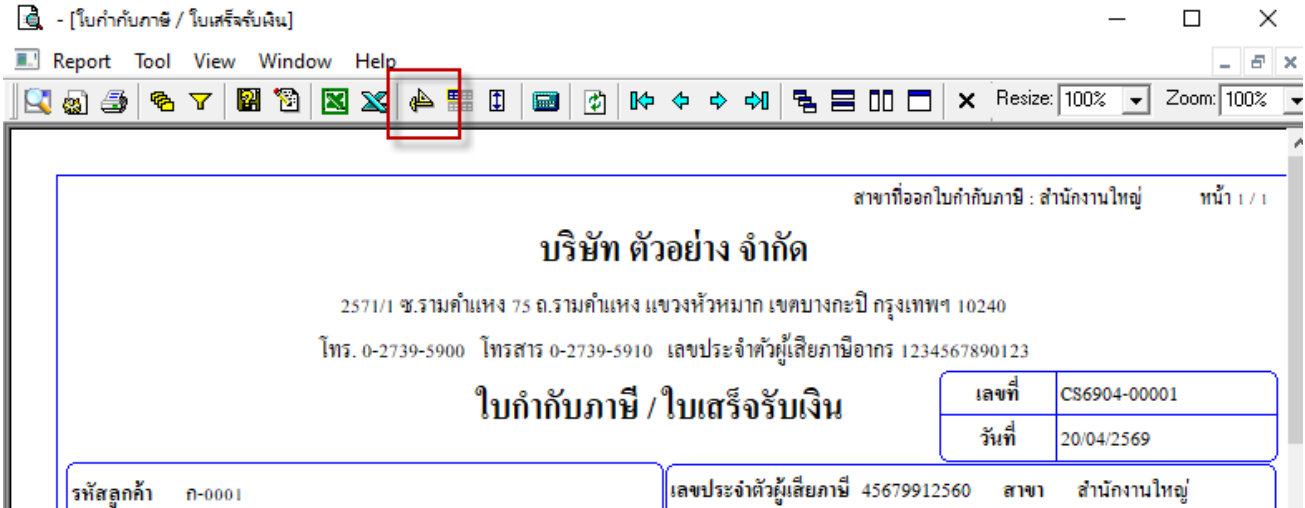 - [ใบกำกับภาษี / ใบเสร็จรับเงิน]
Report Tool View Window Help
Resize: 100% Zoom: 100%
สาขาที่ออกใบกำกับภาษี : สำนักงานใหญ่ หน้า 1 / 1
บริษัท ตัวอย่าง จำกัด
2571/1 ซ.รามคำแหง 75 ถ.รามคำแหง แขวงหัวหมาก เขตบางกะปิ กรุงเทพฯ 10240
โทร. 0-2739-5900 โทรสาร 0-2739-5910 เลขประจำตัวผู้เสียภาษีอากร 1234567890123
ใบกำกับภาษี / ใบเสร็จรับเงิน
เลขที่ CS6904-00001
วันที่ 20/04/2569
รหัสลูกค้า ก-0001 เลขประจำตัวผู้เสียภาษี 45679912560 สาขา สำนักงานใหญ่